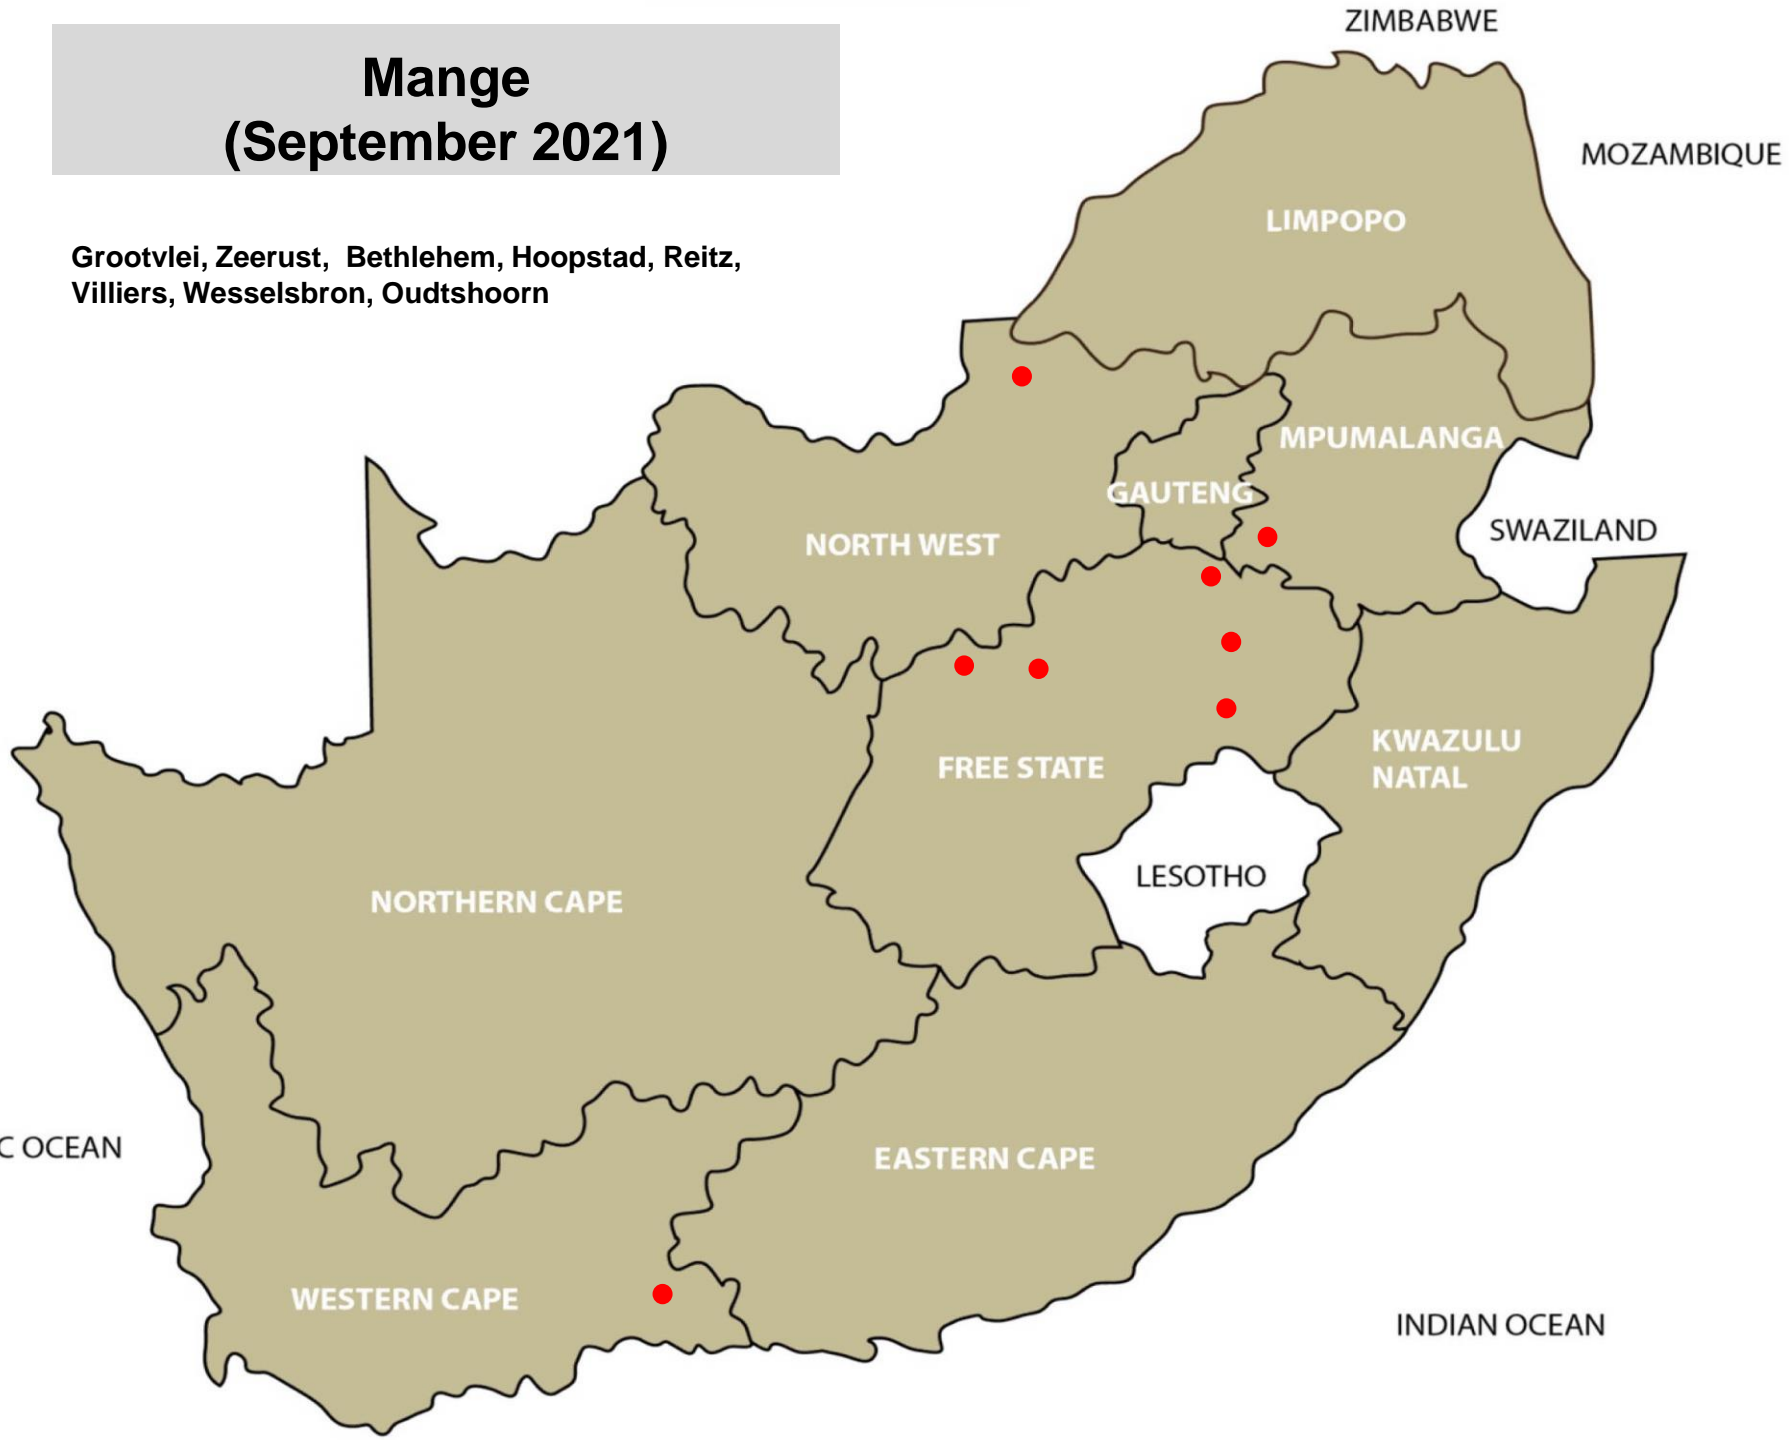 Mange
(September 2021)
Grootvlei, Zeerust, Bethlehem, Hoopstad, Reitz,
Villiers, Wesselsbron, Oudtshoorn
ZIMBABWE
MOZAMBIQUE
LIMPOPO
MPUMALANGA
GAUTENG
NORTH WEST
SWAZILAND
KWAZULU
NATAL
FREE STATE
LESOTHO
NORTHERN CAPE
C OCEAN
EASTERN CAPE
WESTERN CAPE
INDIAN OCEAN